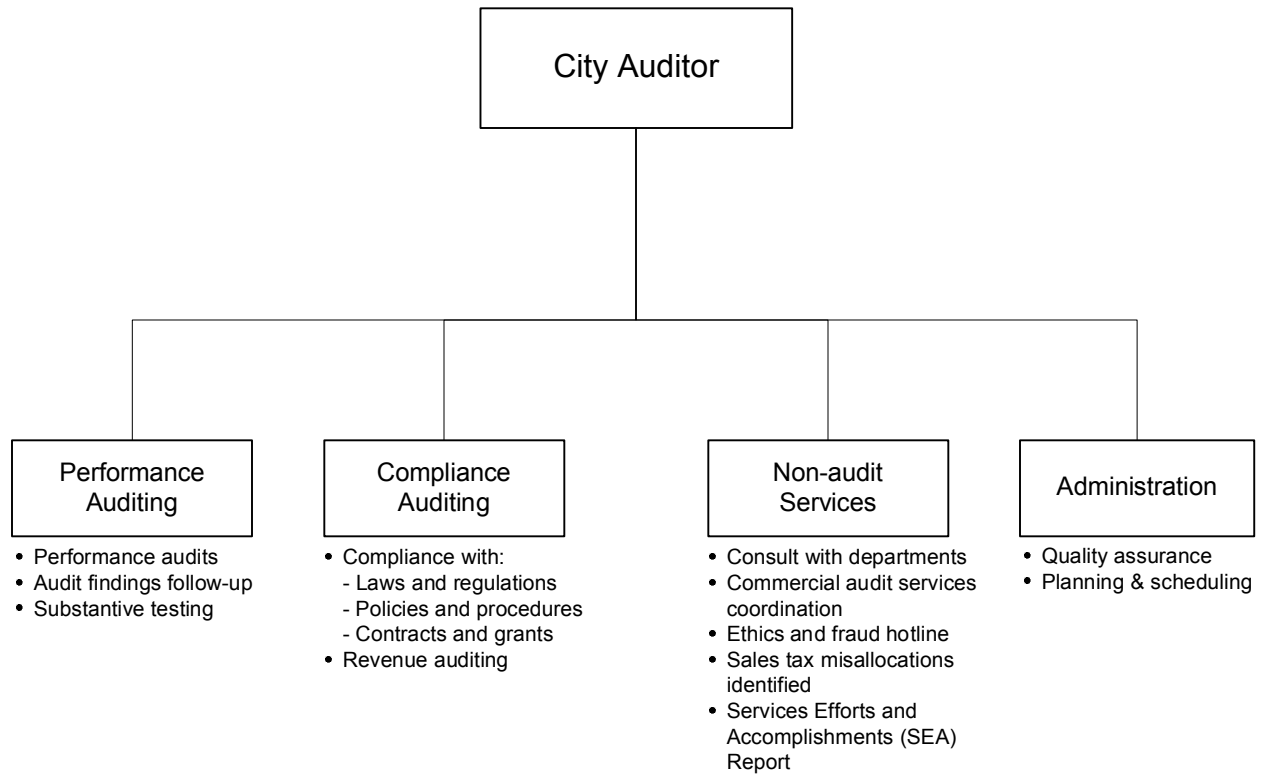 City Auditor
Performance
Auditing
• Performance audits
• Audit findings follow-up
• Substantive testing
Compliance
Auditing
• Compliance with:
- Laws and regulations
- Policies and procedures
- Contracts and grants
• Revenue auditing
Non-audit
Services
• Consult with departments
• Commercial audit services
coordination
• Ethics and fraud hotline
• Sales tax misallocations
identified
• Services Efforts and
Accomplishments (SEA)
Report
Administration
• Quality assurance
• Planning & scheduling